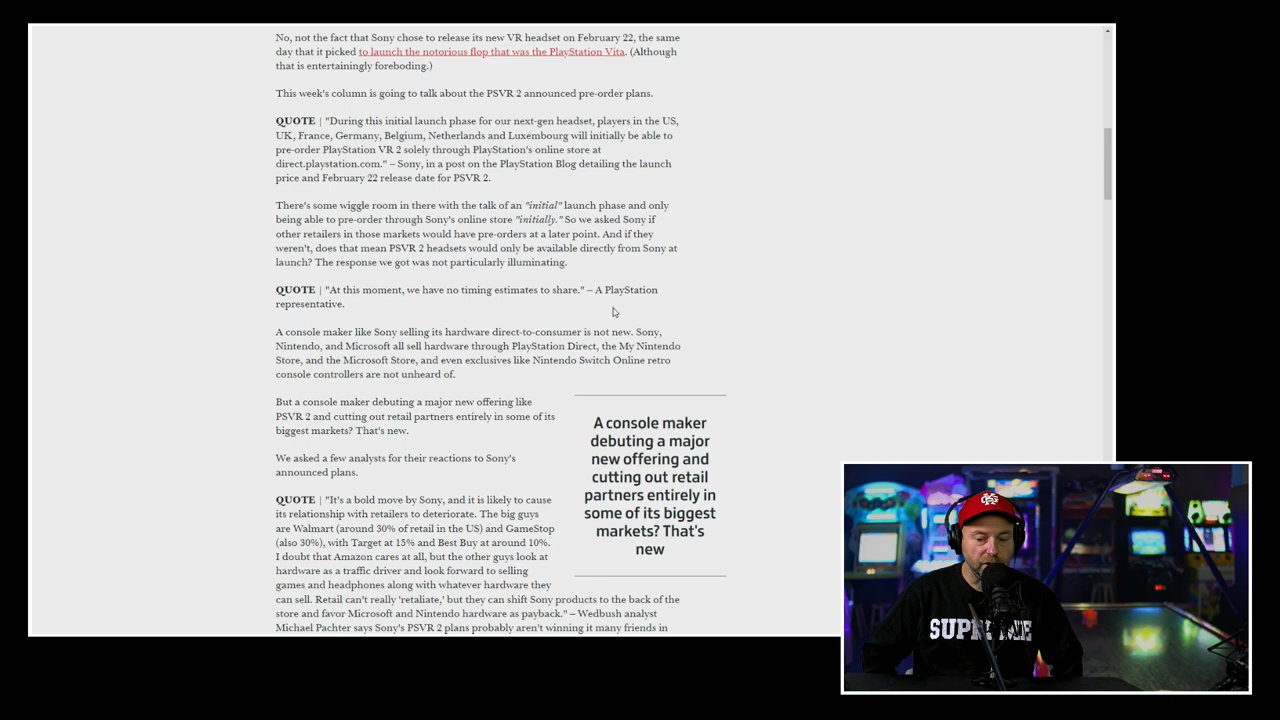 No, not the fact that Sony chose to release its new VR headset on February 22, the same
day that it picked to launch the notorious flop that was the PlayStation Vita. (Although
that is entertainingly foreboding.)
This week's column is going to talk about the PSVR 2 announced pre-order plans.
QUOTE | "During this initial launch phase for our next-gen headset, players in the US,
UK, France, Germany, Belgium, Netherlands and Luxembourg will initially be able to
pre-order PlayStation VR 2 solely through PlayStation's online store at
direct.playstation.com." – Sony, in a post on the PlayStation Blog detailing the launch
price and February 22 release date for PSVR 2.
There's some wiggle room in there with the talk of an "initial" launch phase and only
being able to pre-order through Sony's online store "initially." So we asked Sony if
other retailers in those markets would have pre-orders at a later point. And if they
weren't, does that mean PSVR 2 headsets would only be available directly from Sony at
launch? The response we got was not particularly illuminating.
QUOTE | "At this moment, we have no timing estimates to share." – A PlayStation
representative.
A console maker like Sony selling its hardware direct-to-consumer is not new. Sony,
Nintendo, and Microsoft all sell hardware through PlayStation Direct, the My Nintendo
Store, and the Microsoft Store, and even exclusives like Nintendo Switch Online retro
console controllers are not unheard of.
But a console maker debuting a major new offering like
PSVR 2 and cutting out retail partners entirely in some of its
biggest markets? That's new.
We asked a few analysts for their reactions to Sony's
announced plans.
QUOTE | "It's a bold move by Sony, and it is likely to cause
its relationship with retailers to deteriorate. The big guys
are Walmart (around 30% of retail in the US) and GameStop
(also 30%), with Target at 15% and Best Buy at around 10%.
I doubt that Amazon cares at all, but the other guys look at
hardware as a traffic driver and look forward to selling
games and headphones along with whatever hardware they
can sell. Retail can't really 'retaliate,' but they can shift Sony products to the back of the
store and favor Microsoft and Nintendo hardware as payback." – Wedbush analyst
Michael Pachter says Sony's PSVR 2 plans probably aren't winning it many friends in
A console maker
debuting a major
new offering and
cutting out retail
partners entirely in
some of its biggest
markets? That's
new
SUPREME